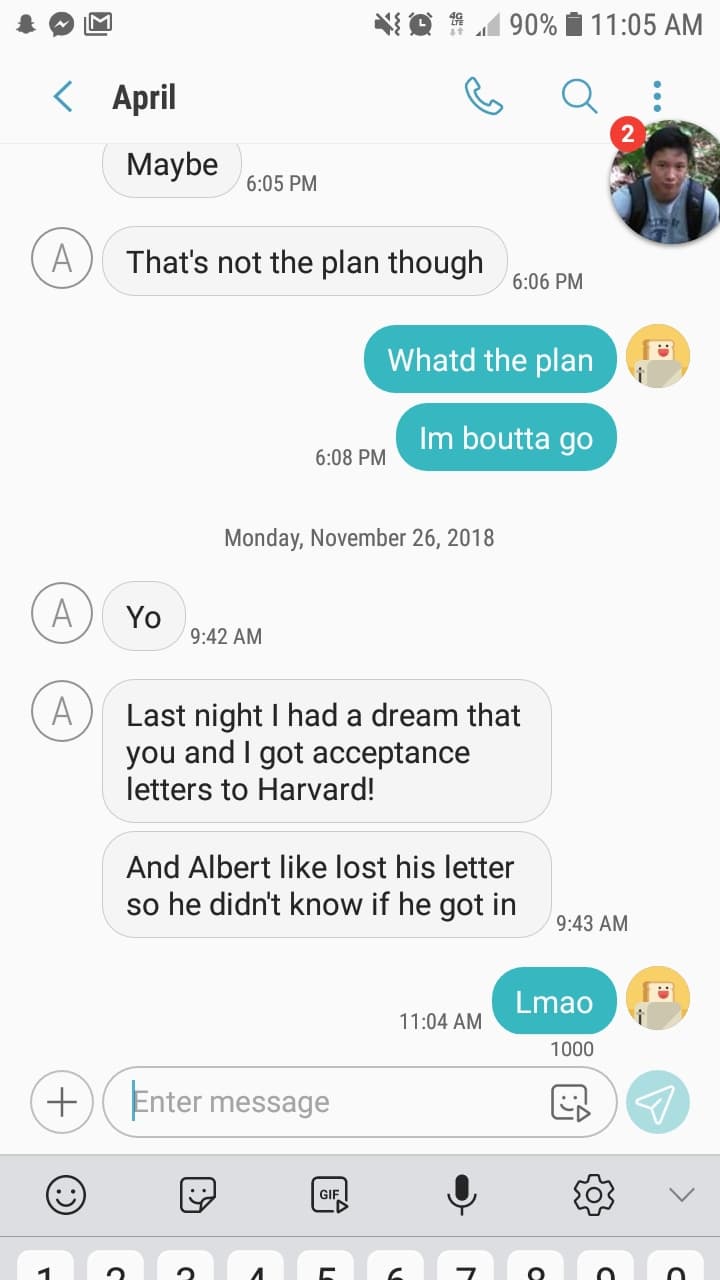 90% 11:05 AM
April
2
Maybe
6:05 PM
A
That's not the plan though
6:06 PM
Whatd the plan
Im boutta go
6:08 PM
Monday, November 26, 2018
A
Yo
9:42 AM
A
Last night I had a dream that
you and I got acceptance
letters to Harvard!
And Albert like lost his letter
so he didn't know if he got in
9:43 AM
Lmao
11:04 AM
1000
Enter message
GIF